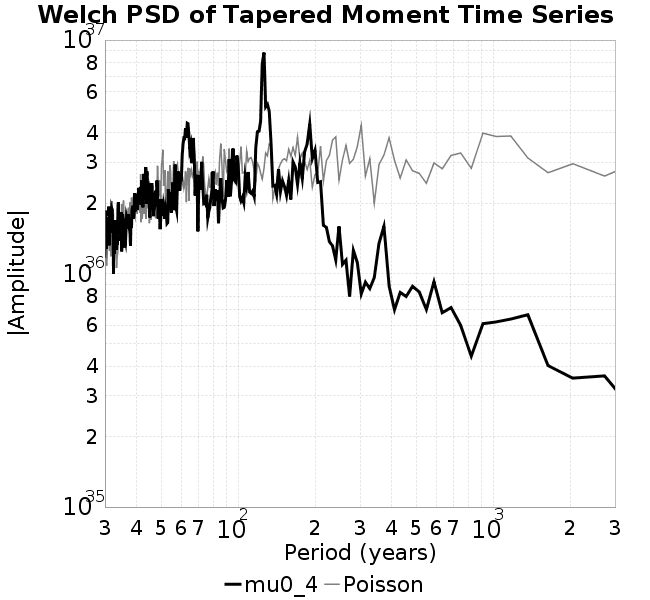 Welch PSD of Tapered Moment Time Series
10^37
8
6
4
3
2
10^36
8
6
4
3
2
10^35
|Amplitude|
3 4 5 6 7 10^2 2 3 4 5 6 7 10^3 2 3
Period (years)
mu0_4 Poisson